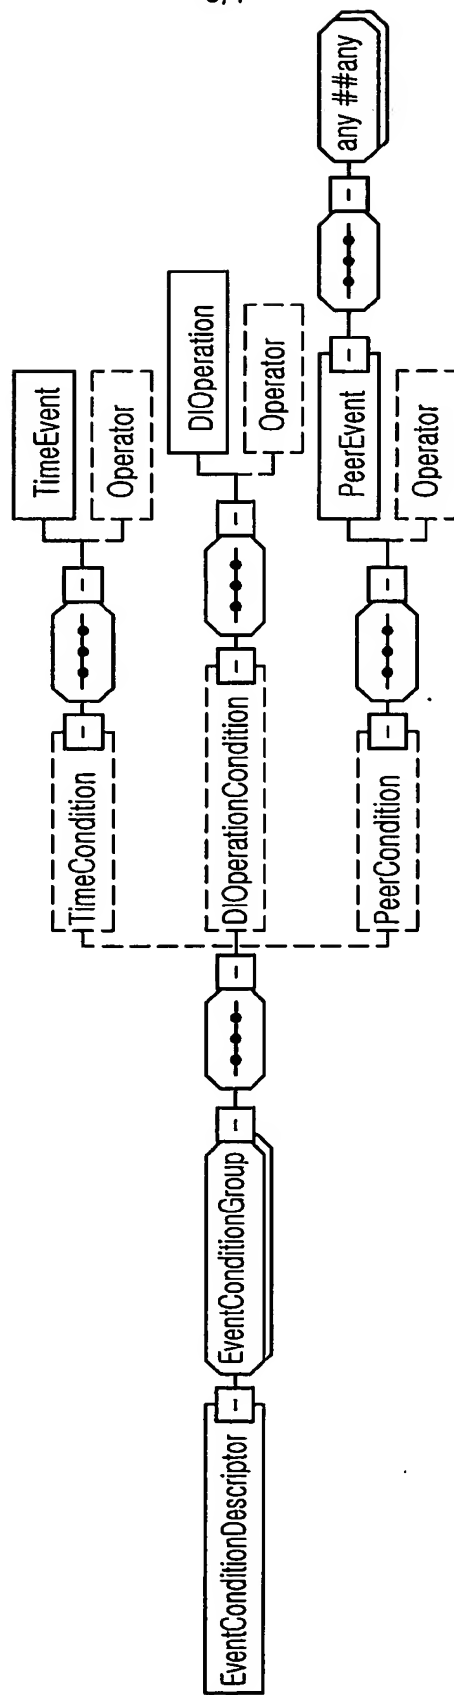 EventConditionDescriptor
EventConditionGroup
TimeCondition
TimeEvent
Operator
DIOperationCondition
DIOperation
Operator
PeerCondition
PeerEvent
any ##any
Operator